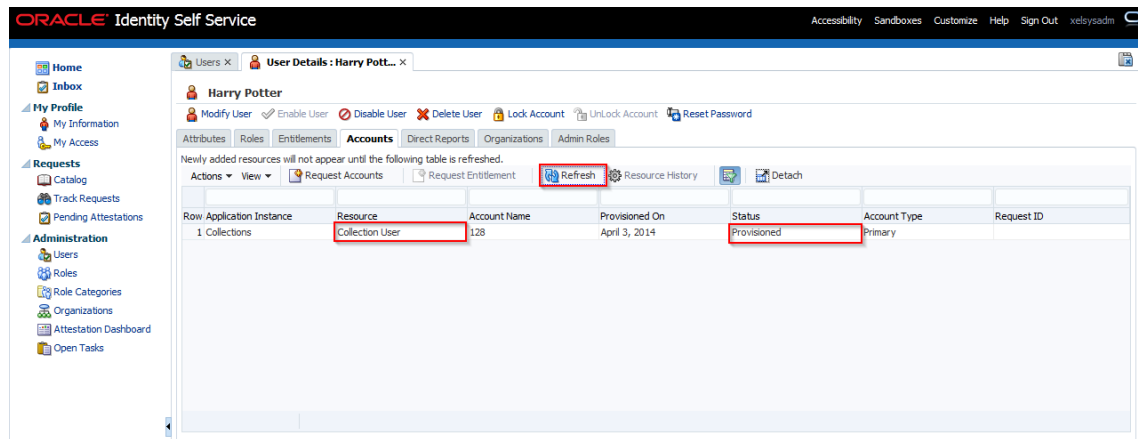 ORACLE Identity Self Service
Accessibility Sandboxes Customize Help Sign Out xelsysadm
Home
Inbox
My Profile
My Information
My Access
Requests
Catalog
Track Requests
Pending Attestations
Administration
Users
Roles
Role Categories
Organizations
Attestation Dashboard
Open Tasks
Users User Details : Harry Pott...
Harry Potter
Modify User Enable User Disable User Delete User Lock Account UnLock Account Reset Password
Attributes Roles Entitlements Accounts Direct Reports Organizations Admin Roles
Newly added resources will not appear until the following table is refreshed.
Actions View Request Accounts Request Entitlement Refresh Resource History Detach
Row Application Instance Resource Account Name Provisioned On Status Account Type Request ID
1 Collections Collection User 128 April 3, 2014 Provisioned Primary